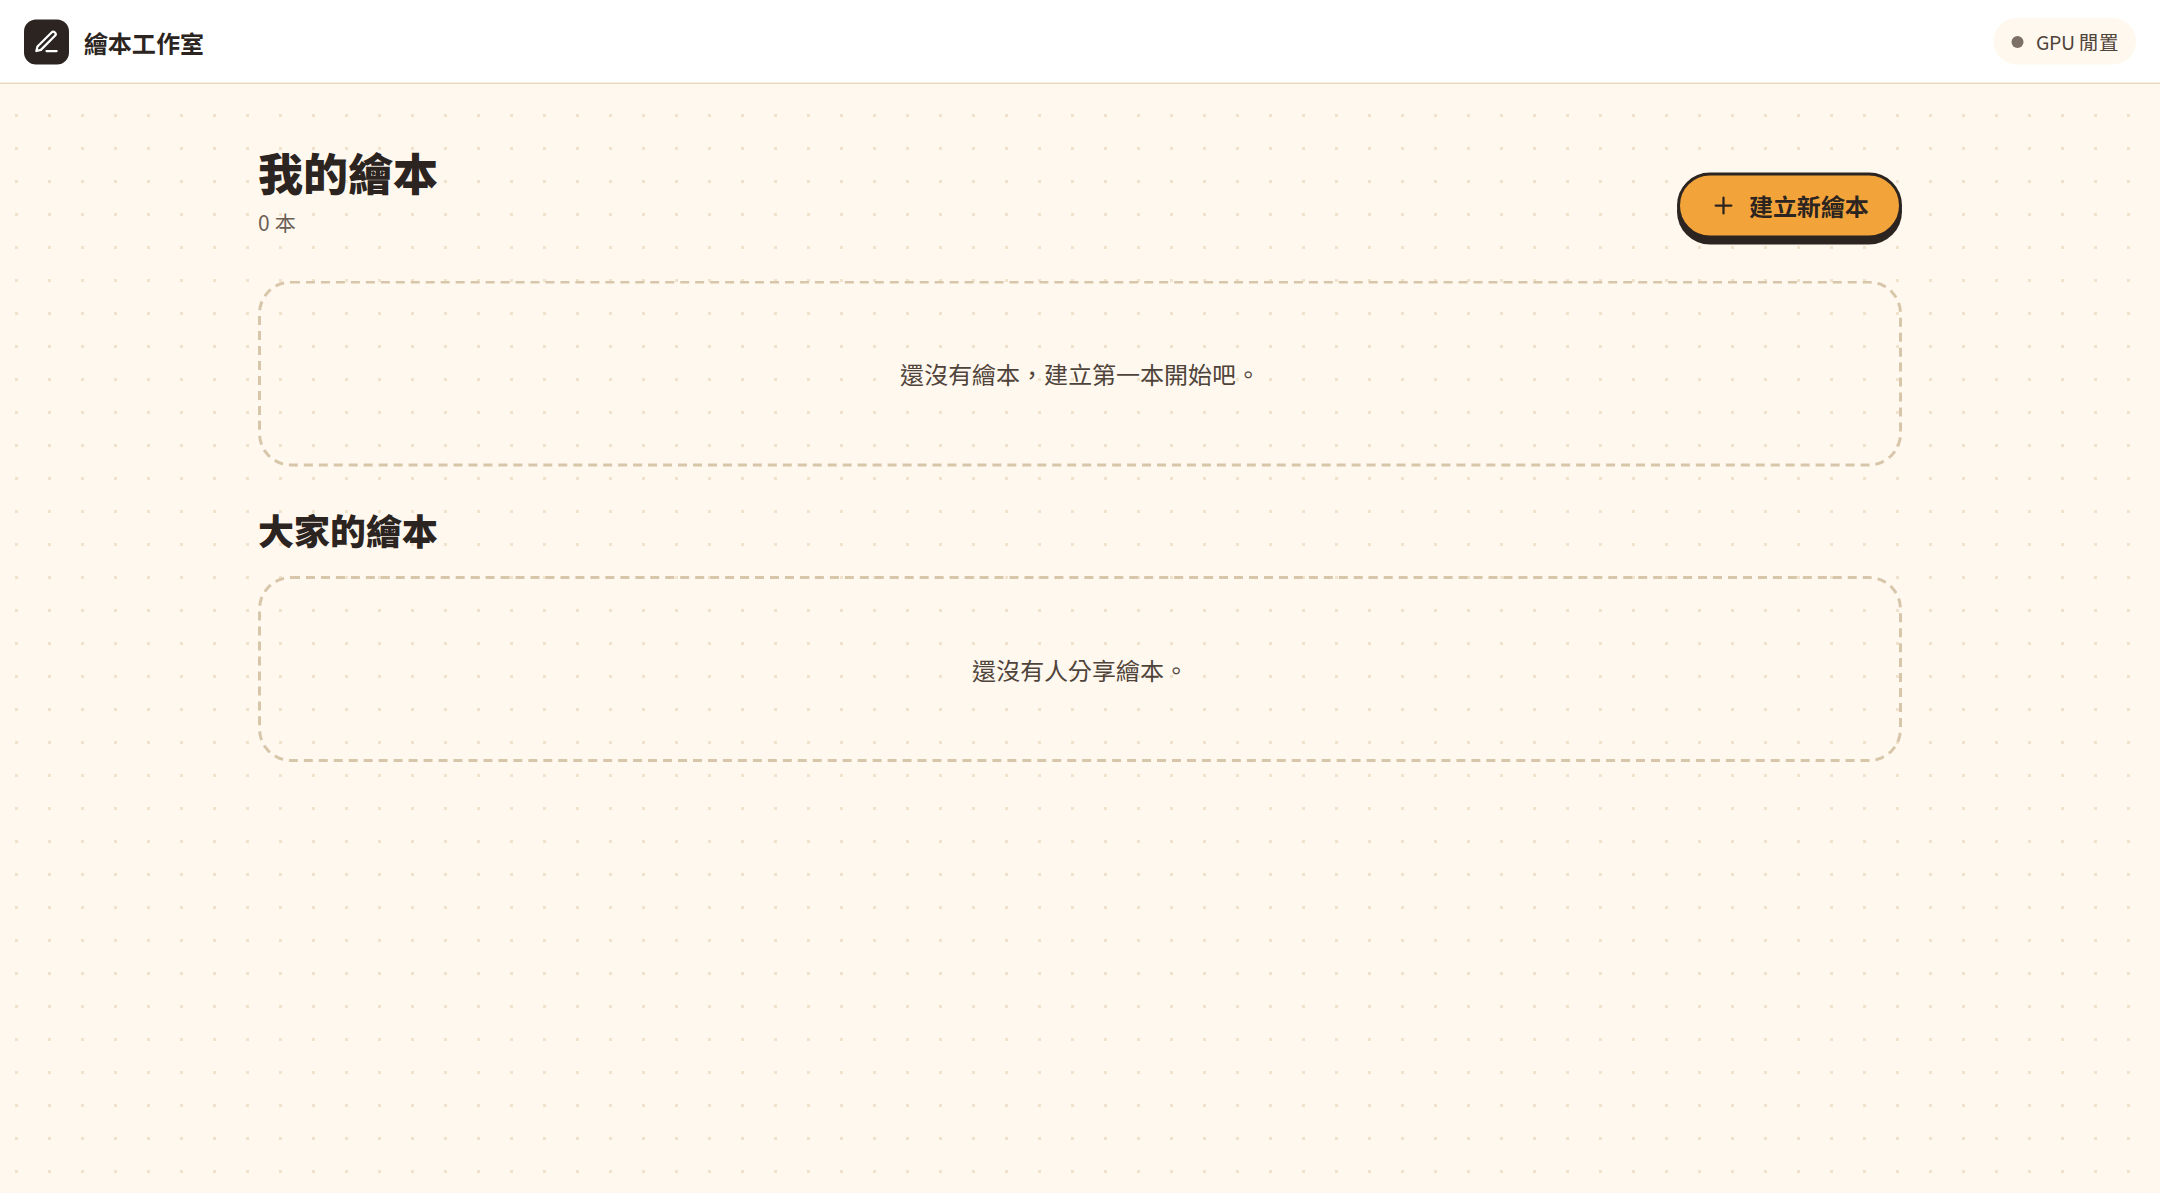 繪本工作室
GPU 閒置
我的繪本
0 本
建立新繪本
還沒有繪本，建立第一本開始吧。
大家的繪本
還沒有人分享繪本。